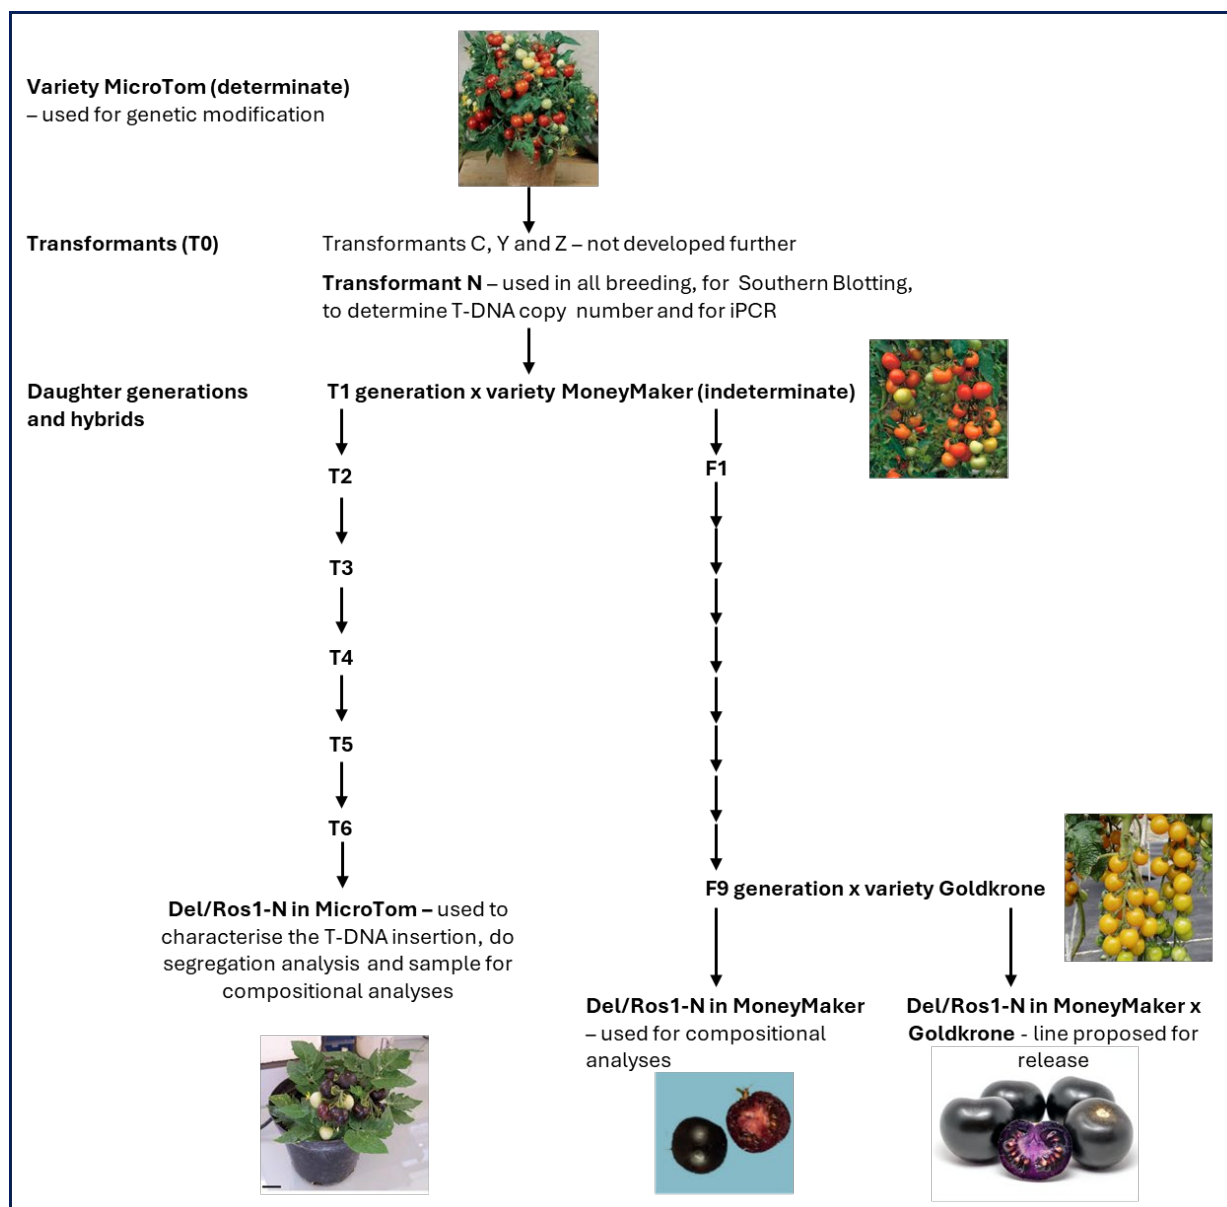 Variety MicroTom (determinate)
– used for genetic modification
Transformants (T0)
Transformants C, Y and Z – not developed further
Transformant N – used in all breeding, for Southern Blotting,
to determine T-DNA copy number and for iPCR
Daughter generations
and hybrids
T1 generation x variety MoneyMaker (indeterminate)
T2
F1
T3
T4
T5
T6
F9 generation x variety Goldkrone
Del/Ros1-N in MicroTom – used to
characterise the T-DNA insertion, do
segregation analysis and sample for
compositional analyses
Del/Ros1-N in MoneyMaker
– used for compositional
analyses
Del/Ros1-N in MoneyMaker x
Goldkrone - line proposed for
release